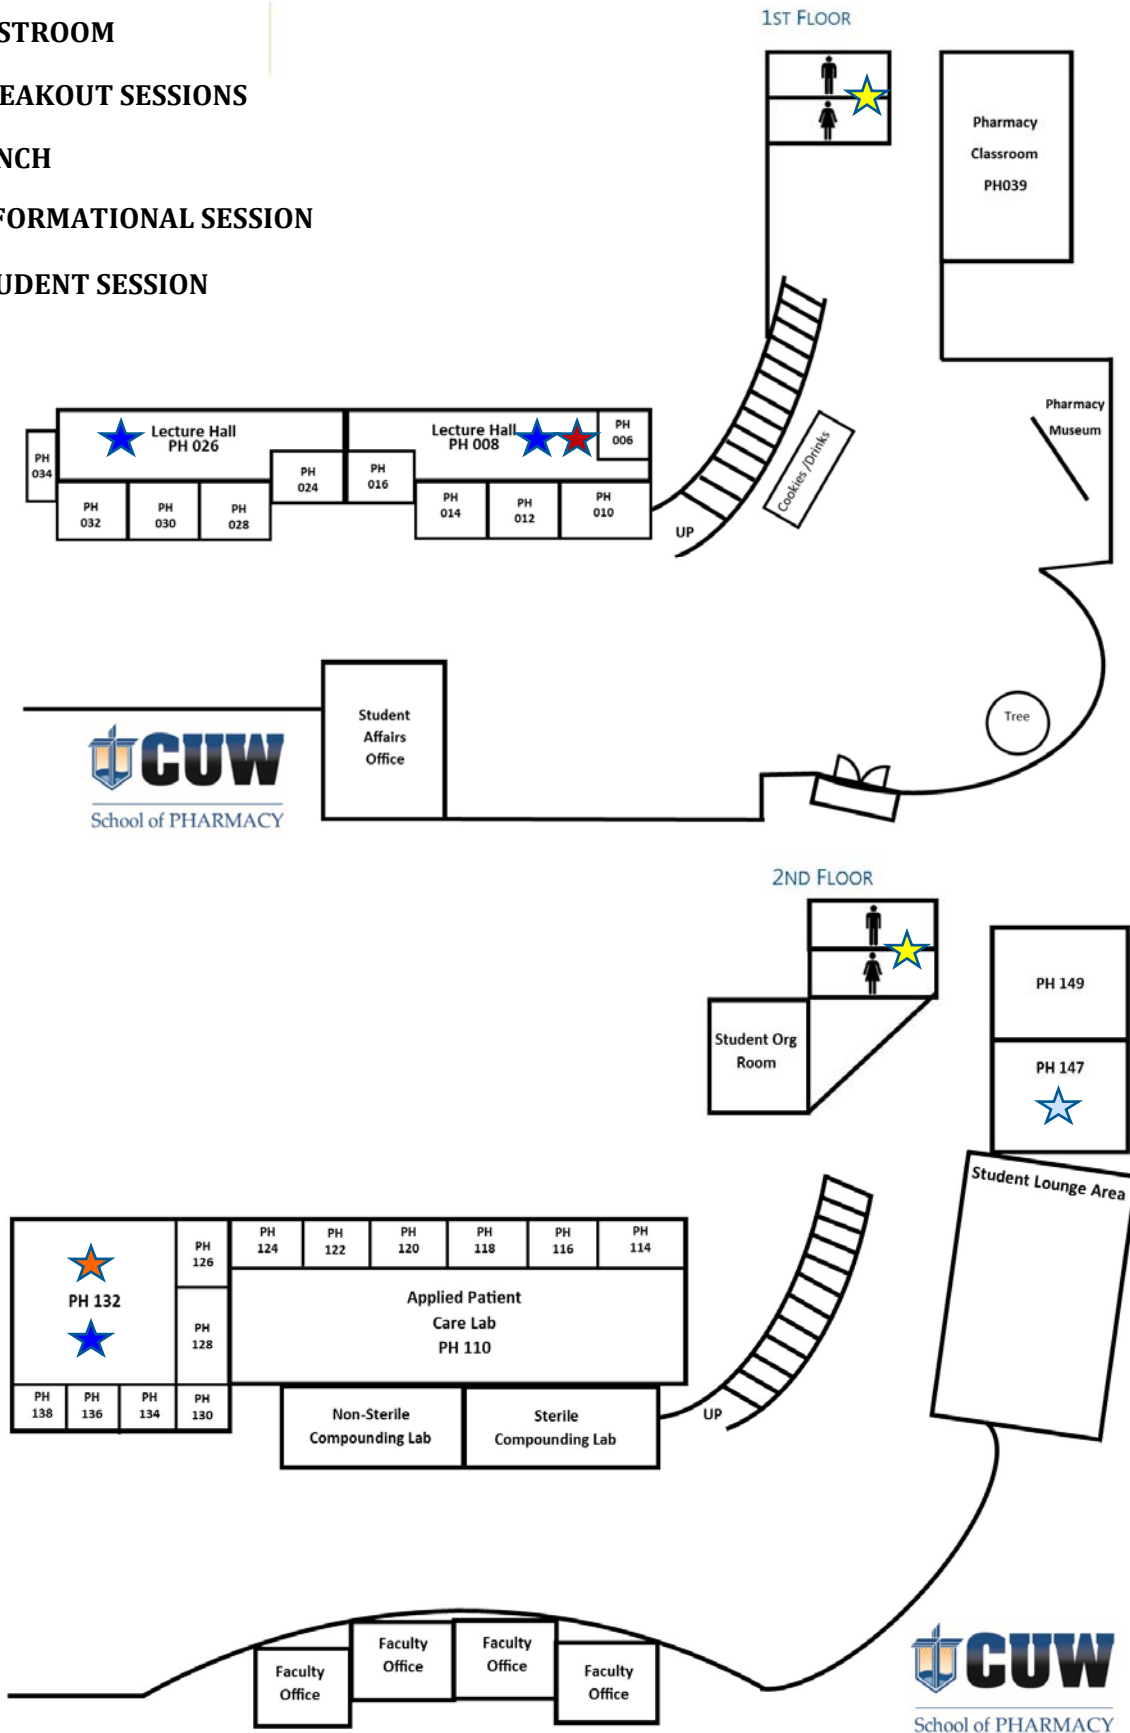 STROOM
EAKOUT SESSIONS
NCH
FORMATIONAL SESSION
UDENT SESSION
1ST FLOOR
Pharmacy
Classroom
PH039
Pharmacy
Museum
Lecture Hall
PH 026
Lecture Hall
PH 008
PH
006
PH
034
PH
024
PH
016
PH
032
PH
030
PH
028
PH
014
PH
012
PH
010
UP
Cookies /Drinks
Tree
Student
Affairs
Office
CUW
School of PHARMACY
2ND FLOOR
PH 149
PH 147
Student Org
Room
Student Lounge Area
PH 132
PH
126
PH
128
PH
138
PH
136
PH
134
PH
130
PH
124
PH
122
PH
120
PH
118
PH
116
PH
114
Applied Patient
Care Lab
PH 110
Non-Sterile
Compounding Lab
Sterile
Compounding Lab
UP
Faculty
Office
Faculty
Office
Faculty
Office
Faculty
Office
CUW
School of PHARMACY